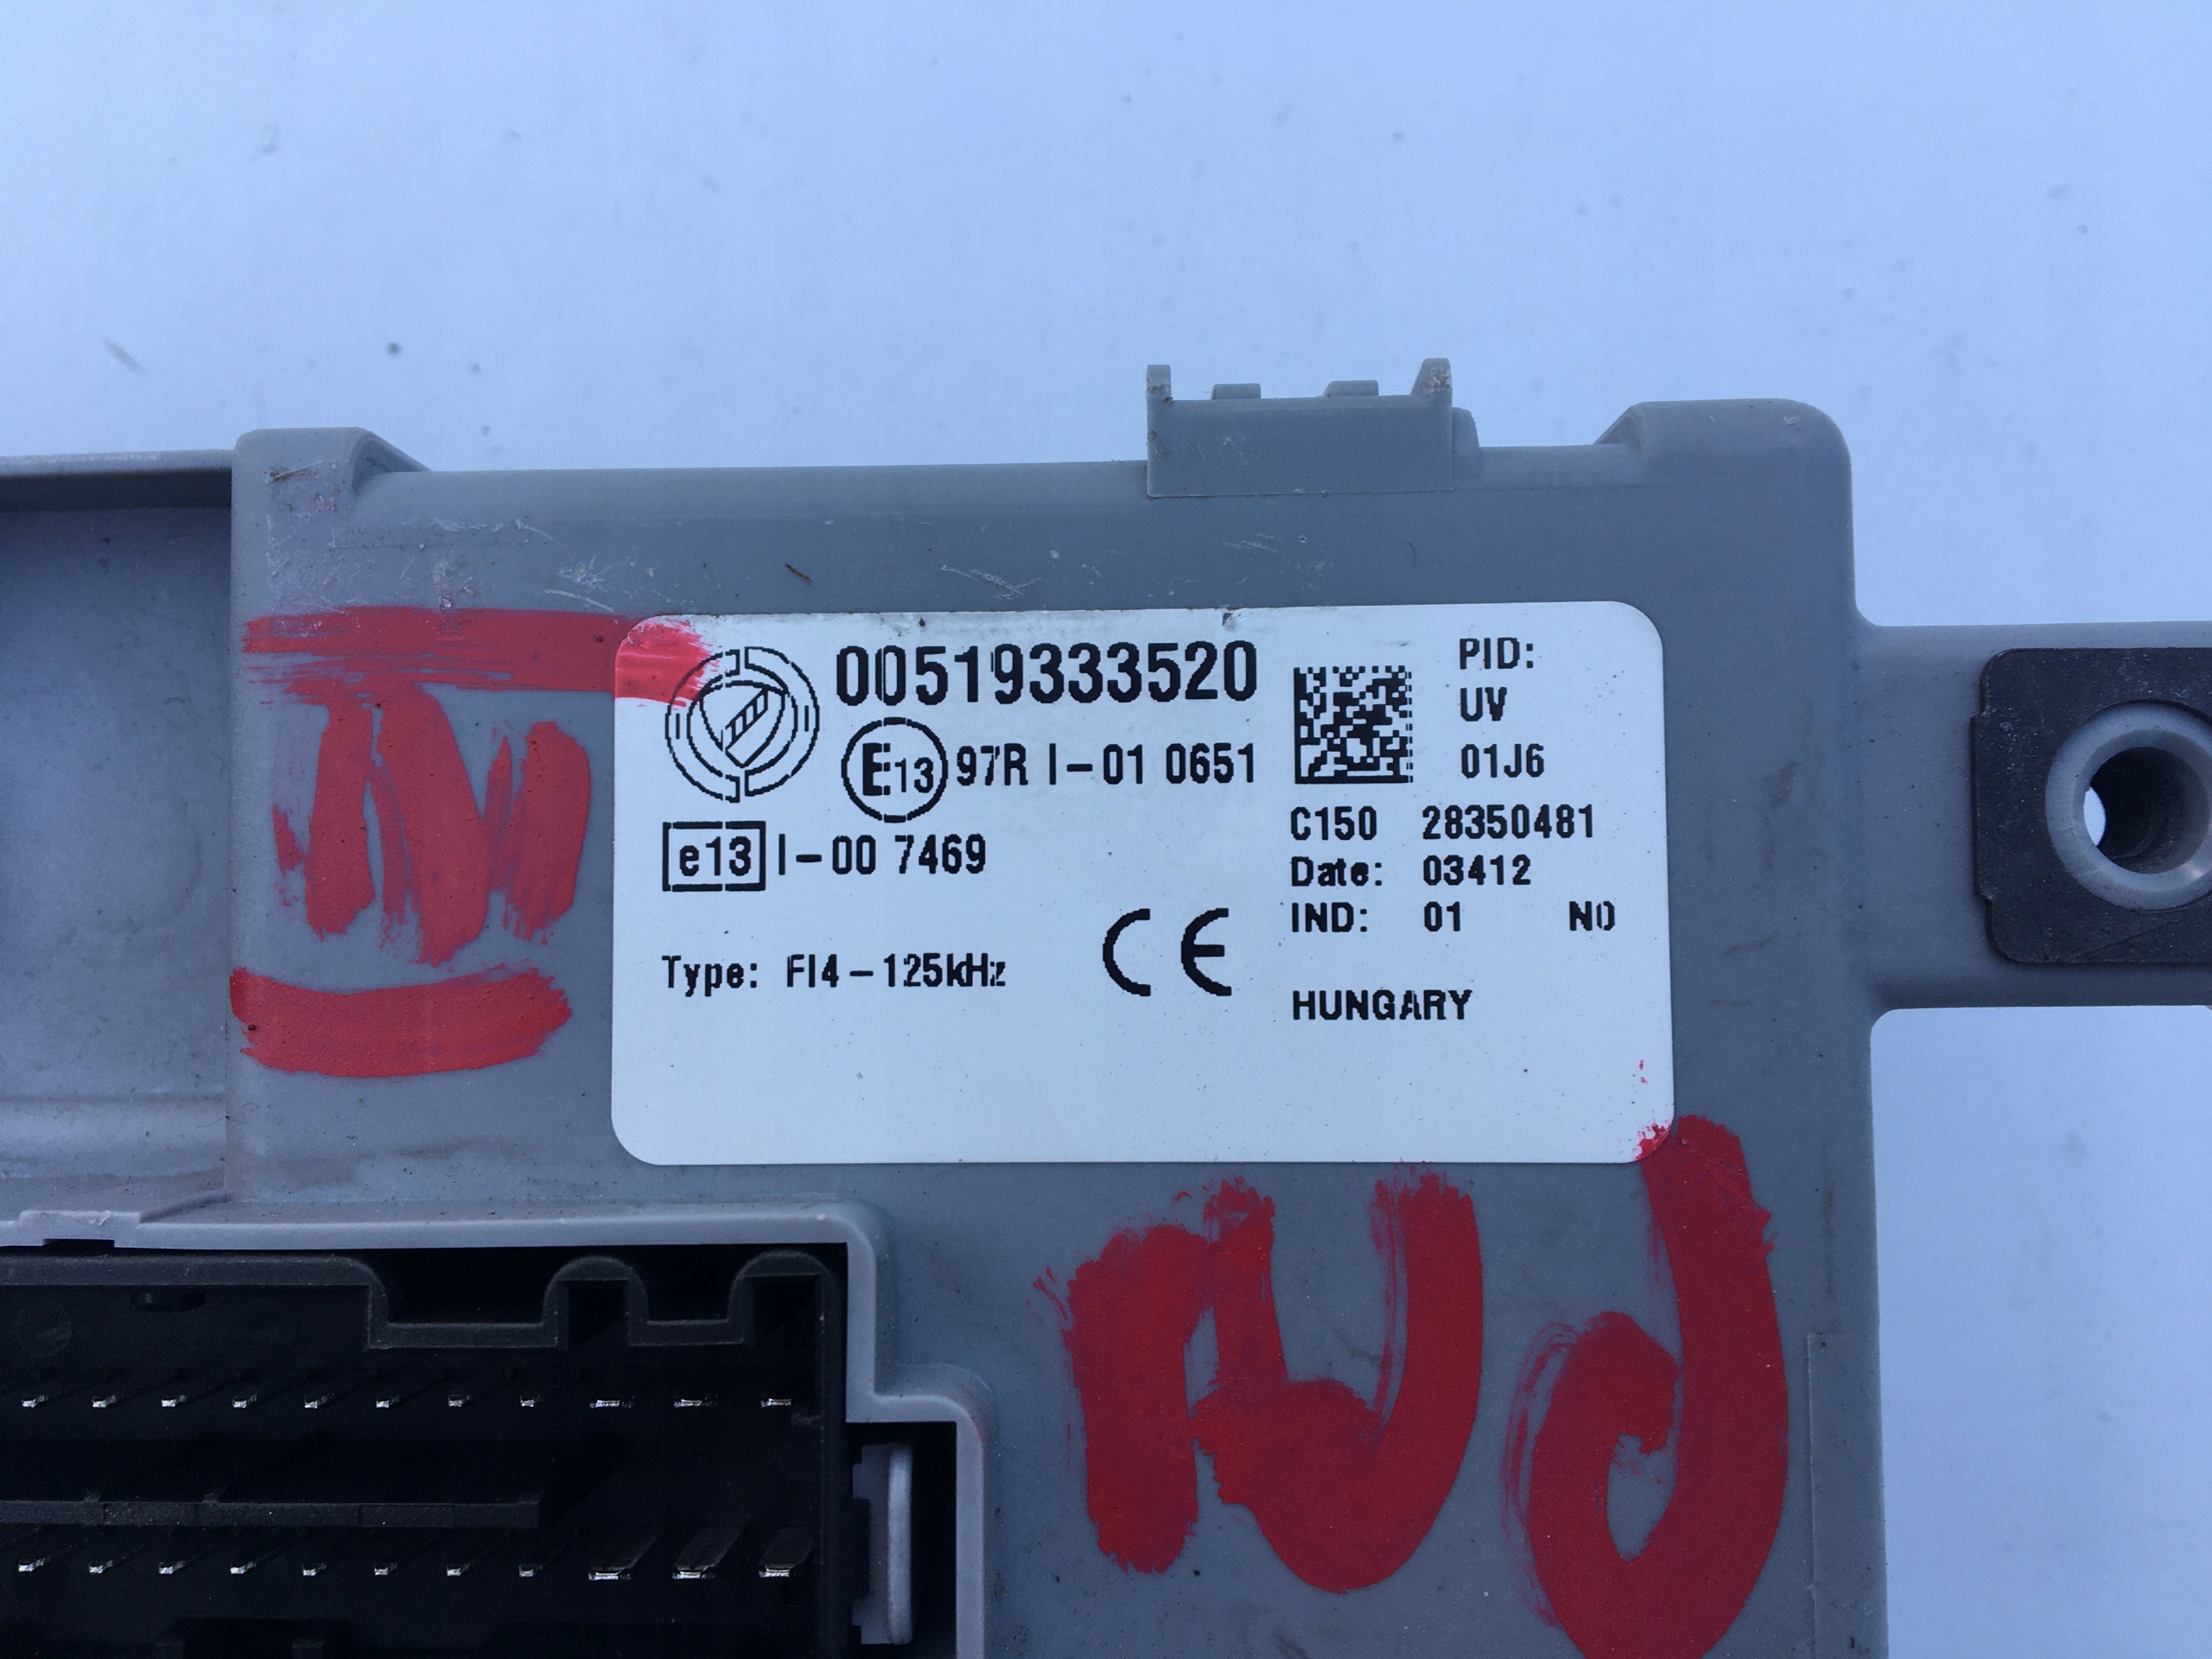 00519333520
E13 97R I-01 0651
e13 I-00 7469
Type: FI4-125kHz
CE
PID:
UV
01J6
C150 28350481
Date: 03412
IND: 01 N0
HUNGARY